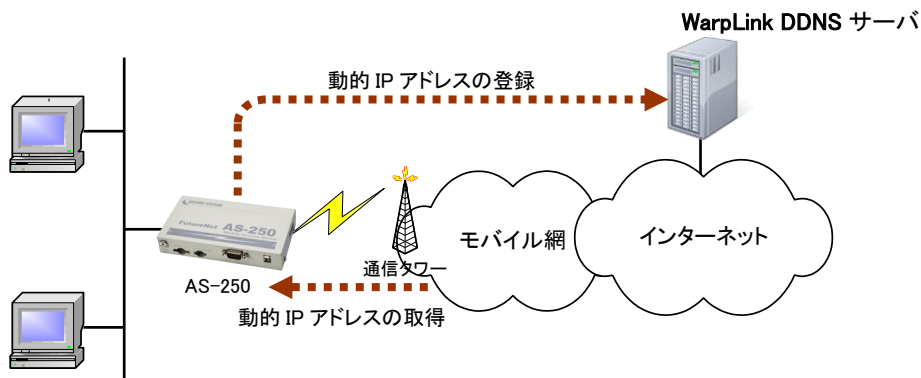 WarpLink DDNS サーバ
動的 IP アドレスの登録
FutureNet AS-250
モバイル網
インターネット
通信タワー
AS-250
動的 IP アドレスの取得